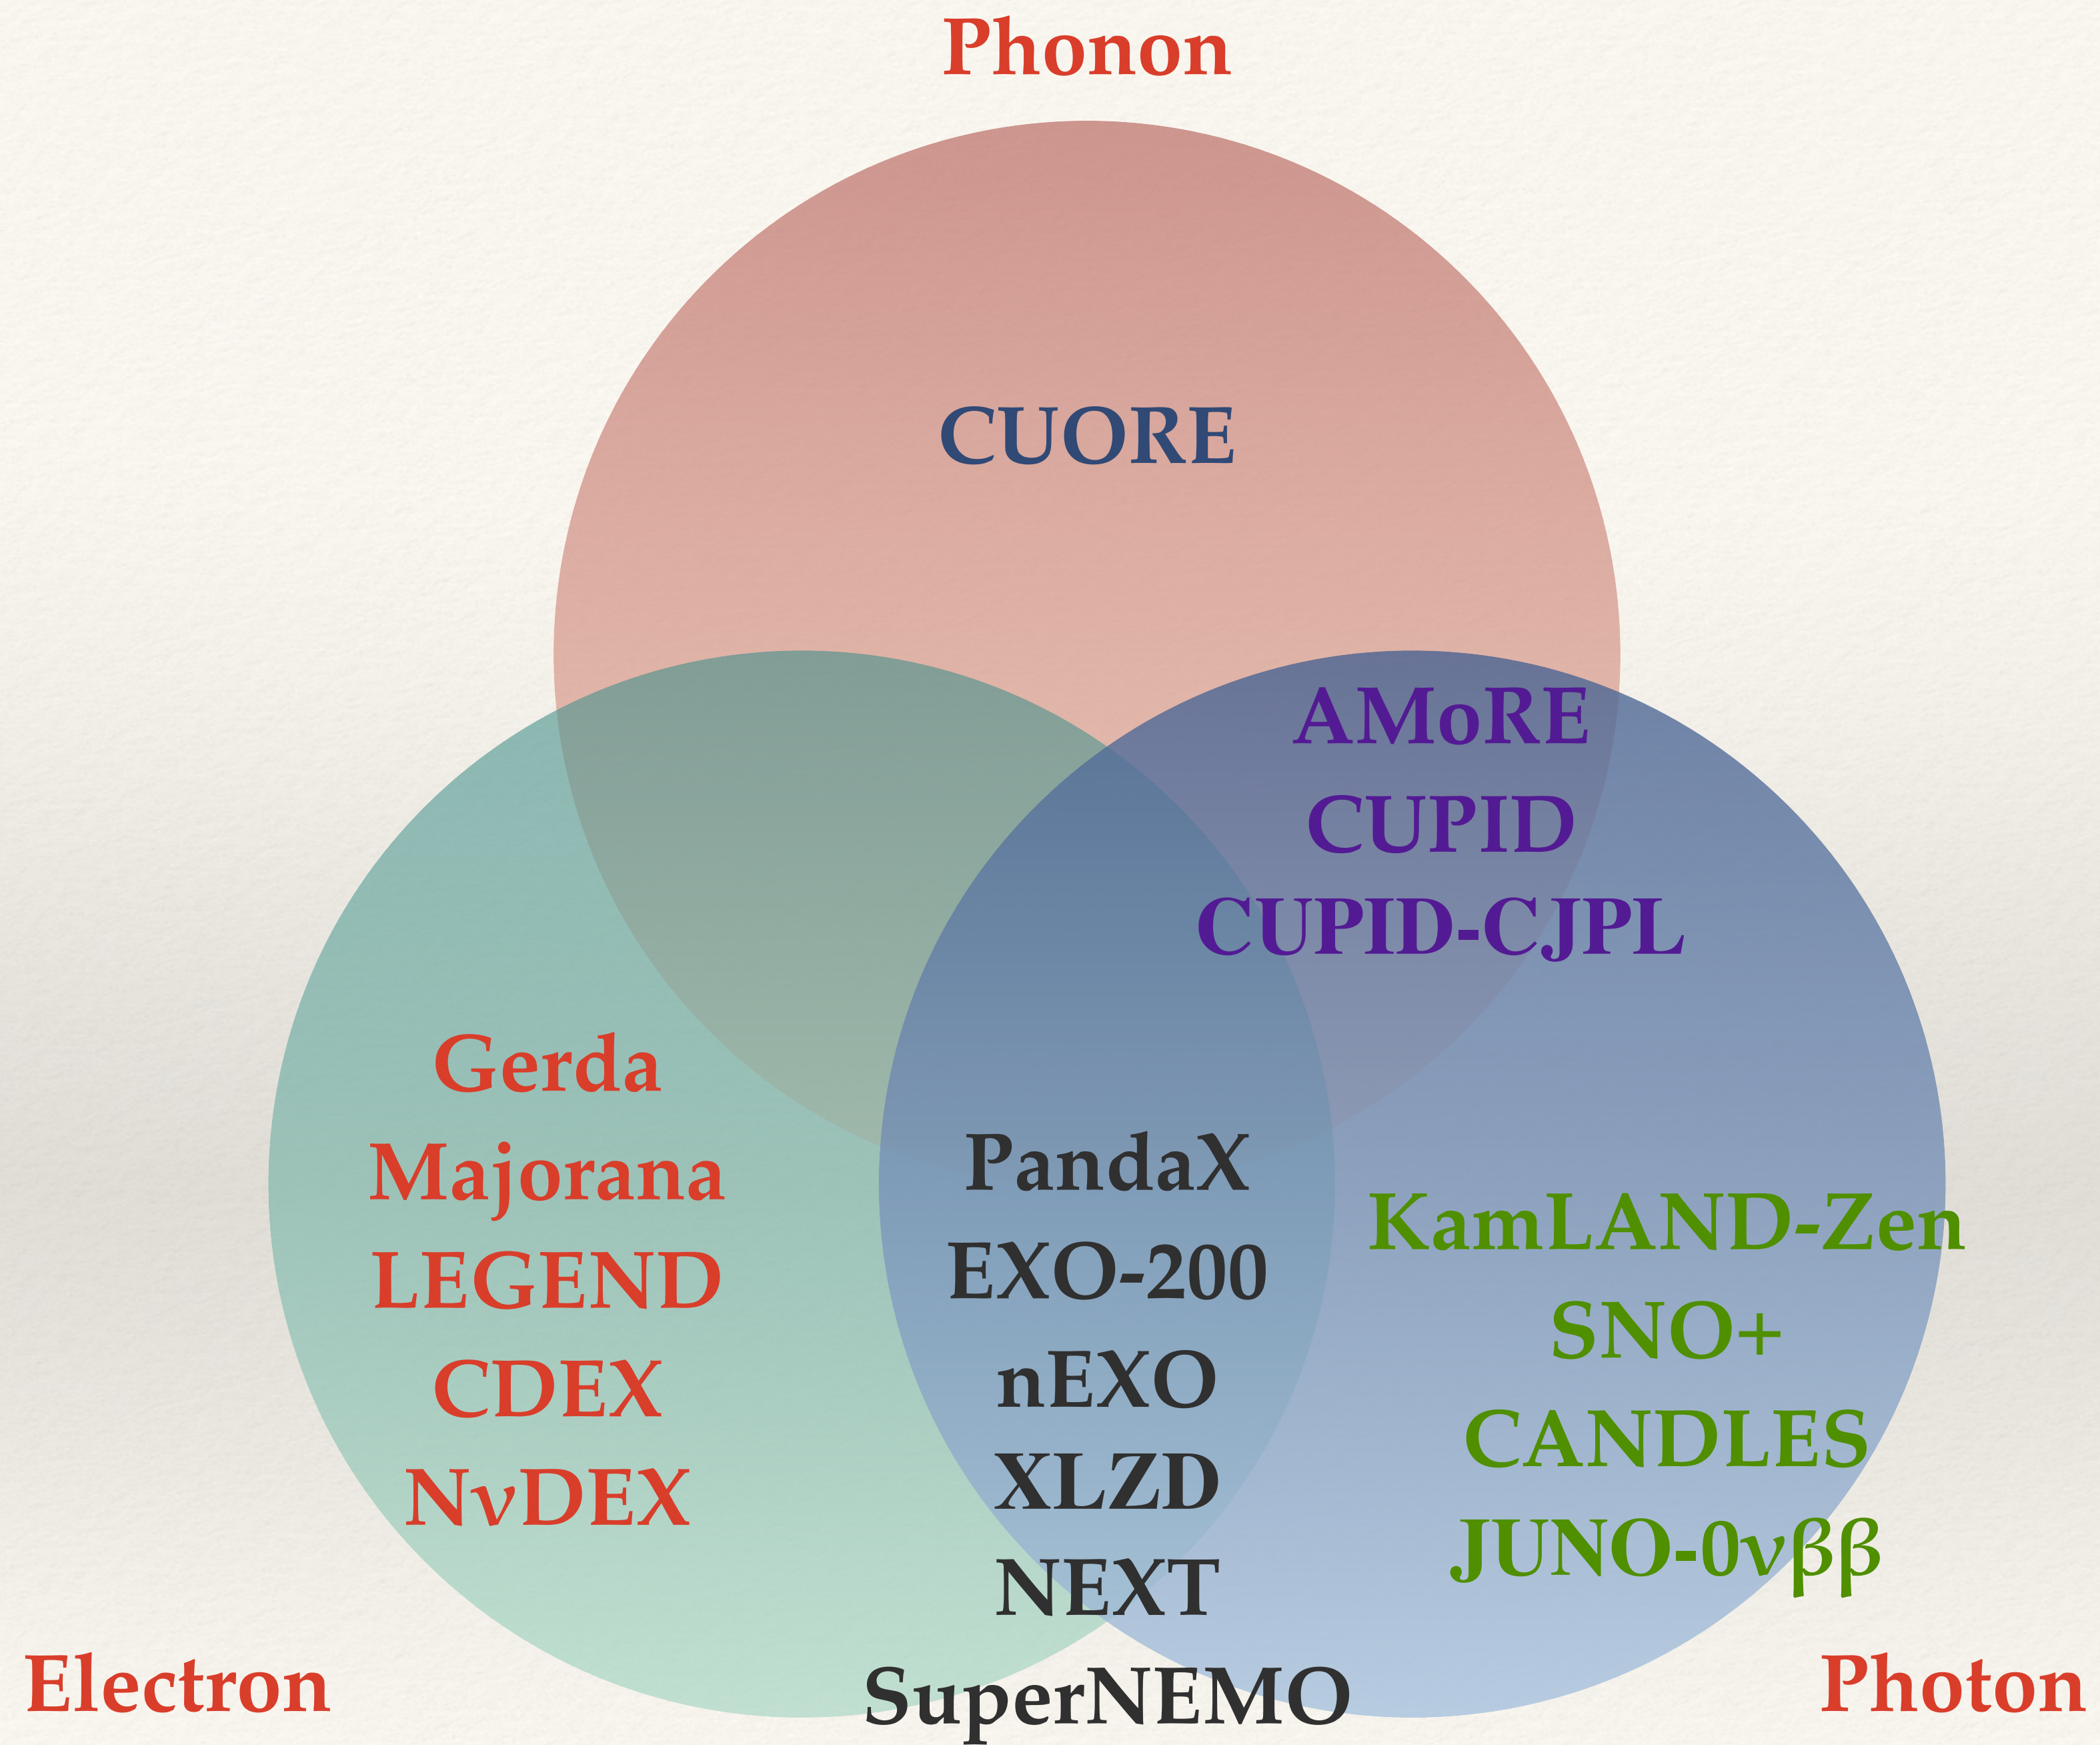 Phonon
CUORE
AMoRE
CUPID
CUPID-CJPL
Gerda
Majorana
LEGEND
CDEX
NνDEX
PandaX
EXO-200
nEXO
XLZD
NEXT
SuperNEMO
KamLAND-Zen
SNO+
CANDLES
JUNO-0νββ
Electron
Photon